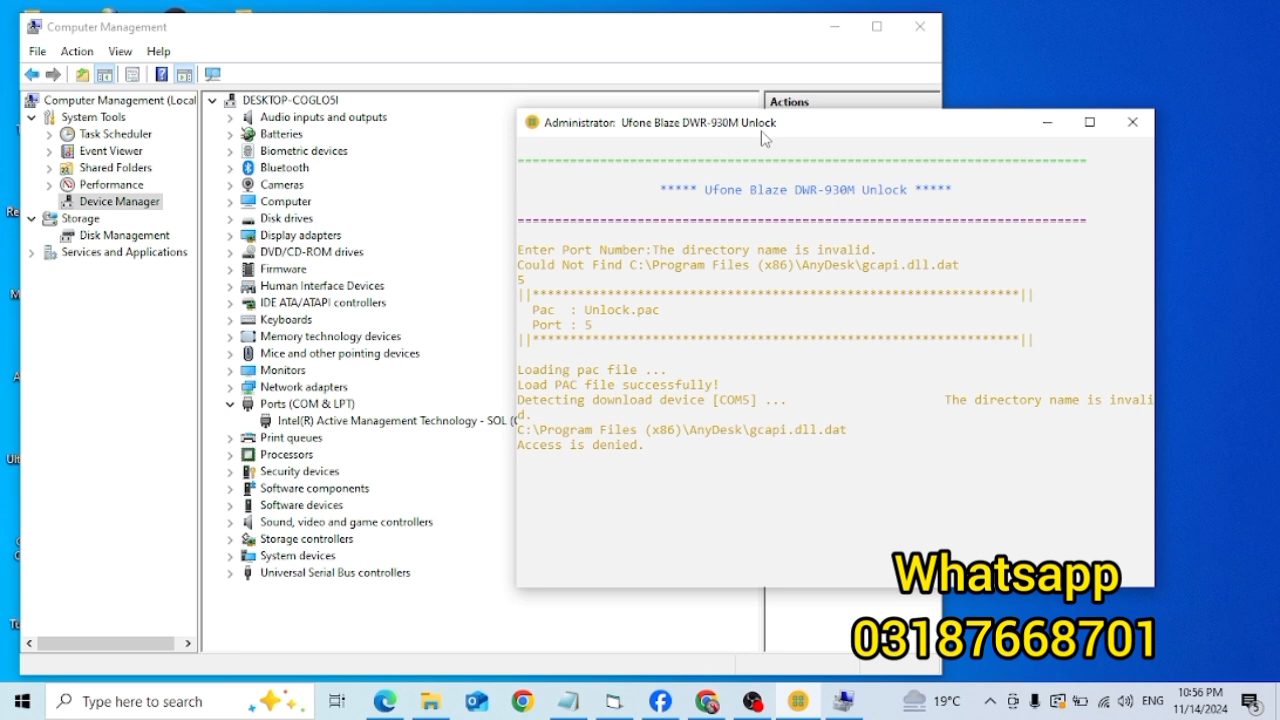 Computer Management
File Action View Help
Computer Management (Local
System Tools
Task Scheduler
Event Viewer
Shared Folders
Performance
Device Manager
Storage
Disk Management
Services and Applications
DESKTOP-COGLO5I
Audio inputs and outputs
Batteries
Biometric devices
Bluetooth
Cameras
Computer
Disk drives
Display adapters
DVD/CD-ROM drives
Firmware
Human Interface Devices
IDE ATA/ATAPI controllers
Keyboards
Memory technology devices
Mice and other pointing devices
Monitors
Network adapters
Ports (COM & LPT)
Intel(R) Active Management Technology - SOL (
Print queues
Processors
Security devices
Software components
Software devices
Sound, video and game controllers
Storage controllers
System devices
Universal Serial Bus controllers
Actions
Administrator: Ufone Blaze DWR-930M Unlock
================================================================================
***** Ufone Blaze DWR-930M Unlock *****
================================================================================
Enter Port Number:The directory name is invalid.
Could Not Find C:\Program Files (x86)\AnyDesk\gcapi.dll.dat
5
||******************************************************************||
Pac : Unlock.pac
Port : 5
||******************************************************************||
Loading pac file ...
Load PAC file successfully!
Detecting download device [COM5] ... The directory name is invali
d.
C:\Program Files (x86)\AnyDesk\gcapi.dll.dat
Access is denied.
Whatsapp
03187668701
Type here to search
19°C
ENG
10:56 PM
11/14/2024
5